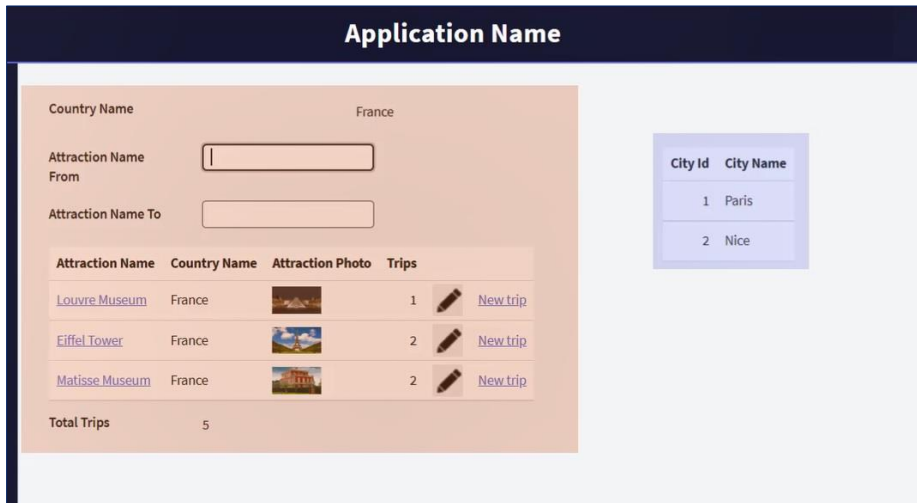 Application Name
Country Name France
Attraction Name
From
Attraction Name To
Attraction Name Country Name Attraction Photo Trips
Louvre Museum France 1 New trip
Eiffel Tower France 2 New trip
Matisse Museum France 2 New trip
Total Trips 5
City Id City Name
1 Paris
2 Nice